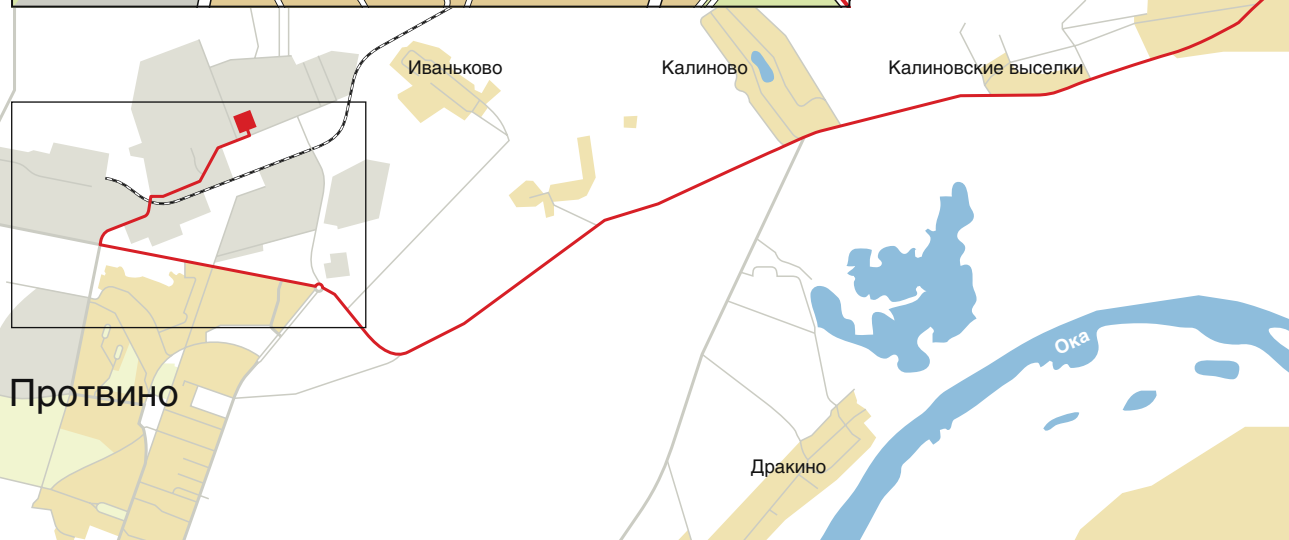 Иваньково
Калиново
Калиновские выселки
Ока
Протвино
Дракино